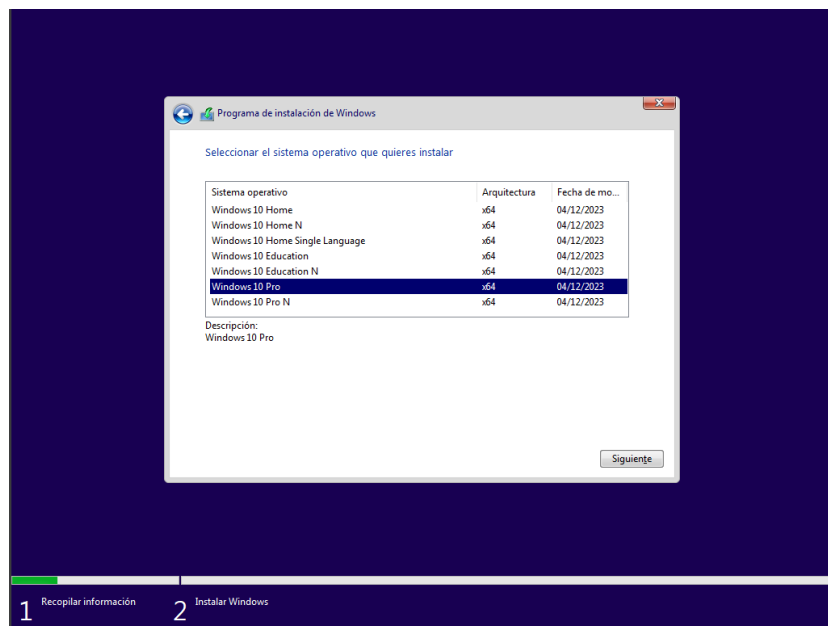 Programa de instalación de Windows
Seleccionar el sistema operativo que quieres instalar
Sistema operativo Arquitectura Fecha de mo...
Windows 10 Home x64 04/12/2023
Windows 10 Home N x64 04/12/2023
Windows 10 Home Single Language x64 04/12/2023
Windows 10 Education x64 04/12/2023
Windows 10 Education N x64 04/12/2023
Windows 10 Pro x64 04/12/2023
Windows 10 Pro N x64 04/12/2023
Descripción:
Windows 10 Pro
Siguiente
1 Recopilar información 2 Instalar Windows